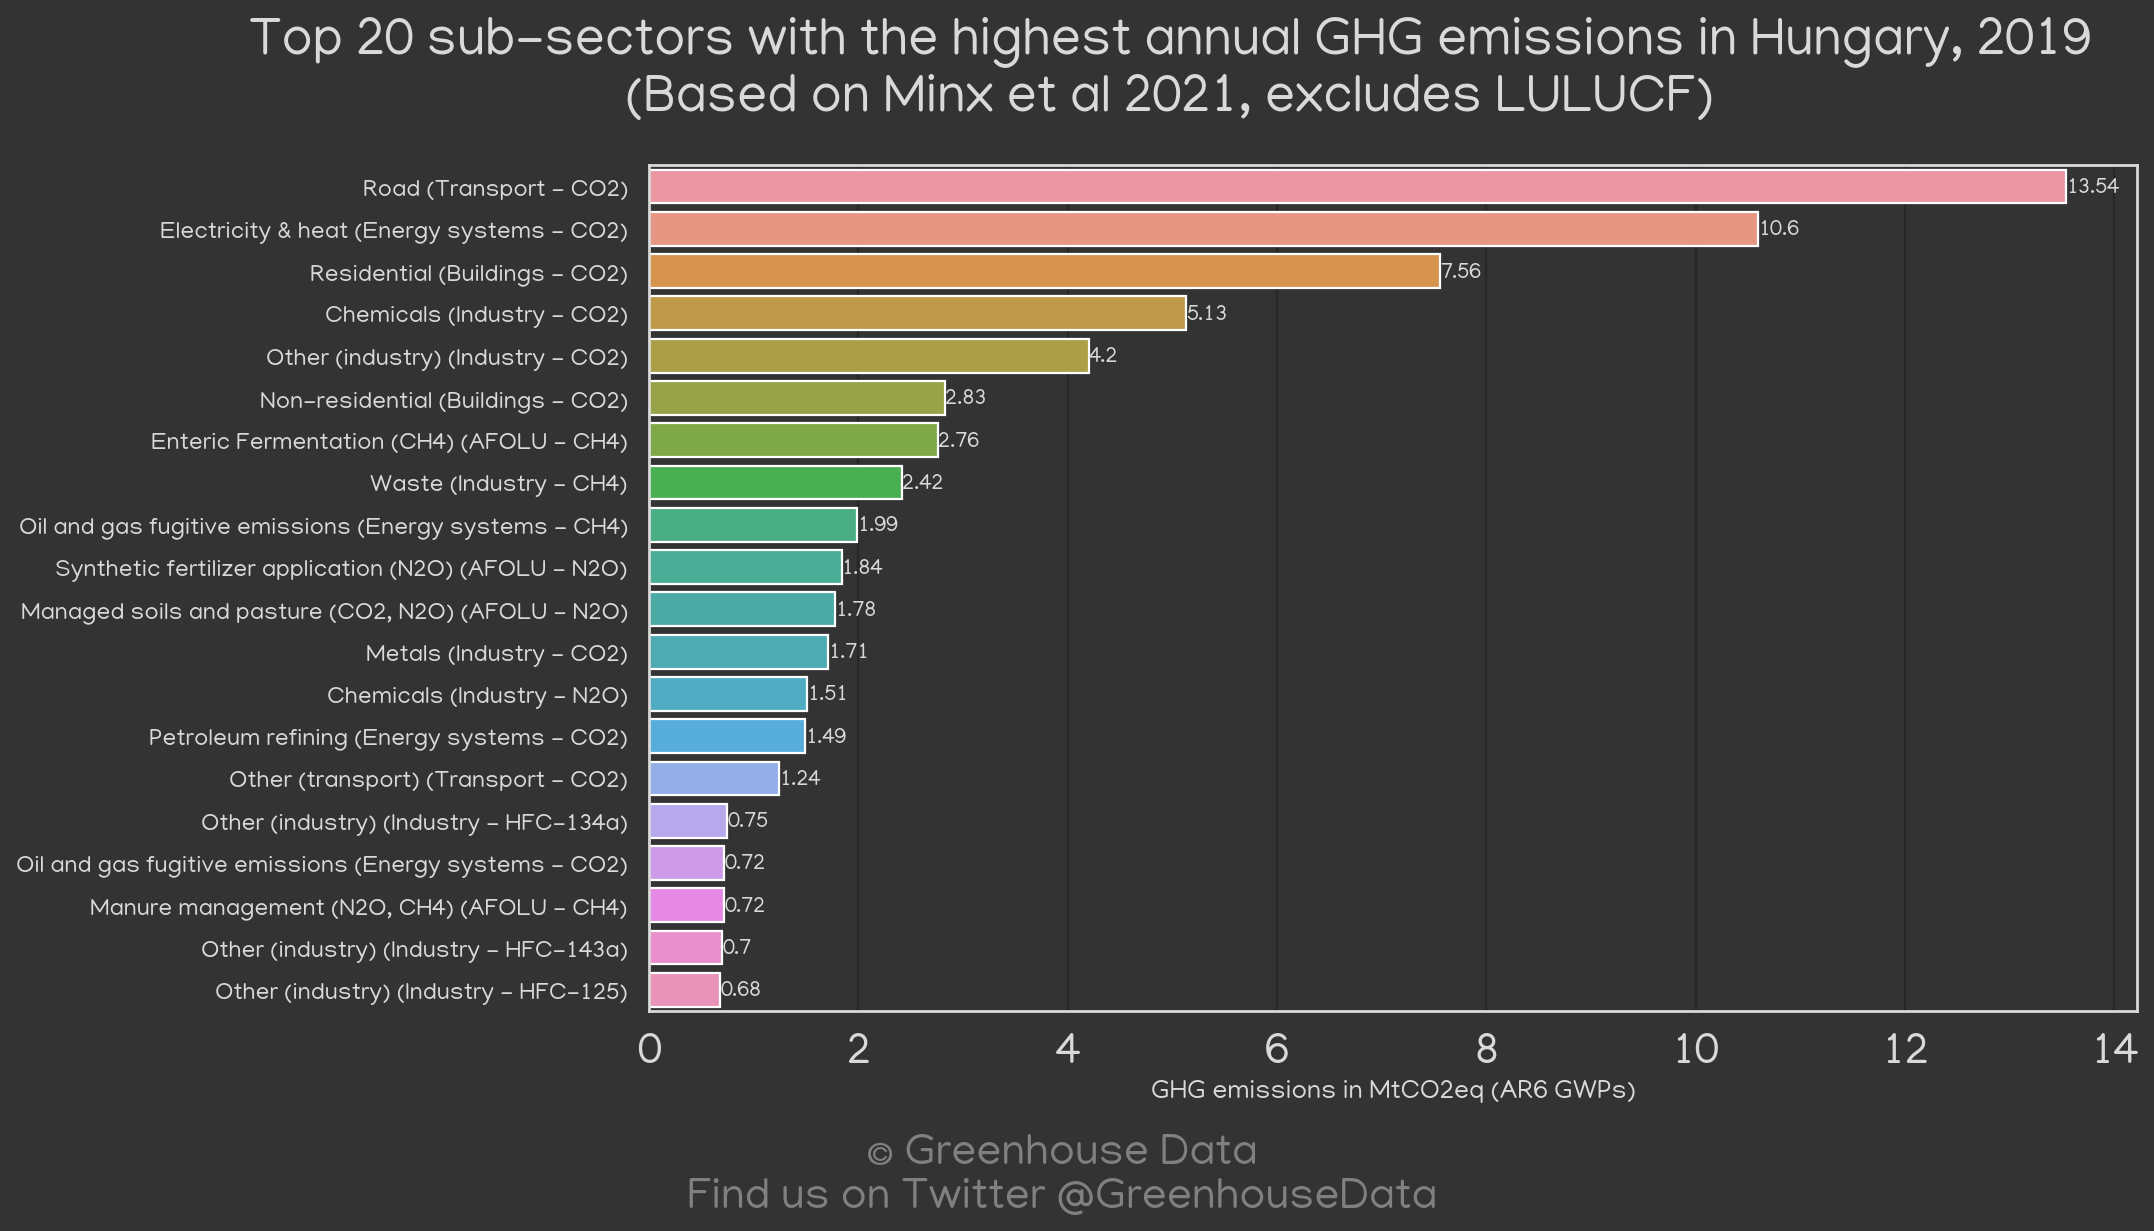 Top 20 sub-sectors with the highest annual GHG emissions in Hungary, 2019
(Based on Minx et al 2021, excludes LULUCF)
Road (Transport - CO2) 13.54
Electricity & heat (Energy systems - CO2) 10.6
Residential (Buildings - CO2) 7.56
Chemicals (Industry - CO2) 5.13
Other (industry) (Industry - CO2) 4.2
Non-residential (Buildings - CO2) 2.83
Enteric Fermentation (CH4) (AFOLU - CH4) 2.76
Waste (Industry - CH4) 2.42
Oil and gas fugitive emissions (Energy systems - CH4) 1.99
Synthetic fertilizer application (N2O) (AFOLU - N2O) 1.84
Managed soils and pasture (CO2, N2O) (AFOLU - N2O) 1.78
Metals (Industry - CO2) 1.71
Chemicals (Industry - N2O) 1.51
Petroleum refining (Energy systems - CO2) 1.49
Other (transport) (Transport - CO2) 1.24
Other (industry) (Industry - HFC-134a) 0.75
Oil and gas fugitive emissions (Energy systems - CO2) 0.72
Manure management (N2O, CH4) (AFOLU - CH4) 0.72
Other (industry) (Industry - HFC-143a) 0.7
Other (industry) (Industry - HFC-125) 0.68
0 2 4 6 8 10 12 14
GHG emissions in MtCO2eq (AR6 GWPs)
© Greenhouse Data
Find us on Twitter @GreenhouseData